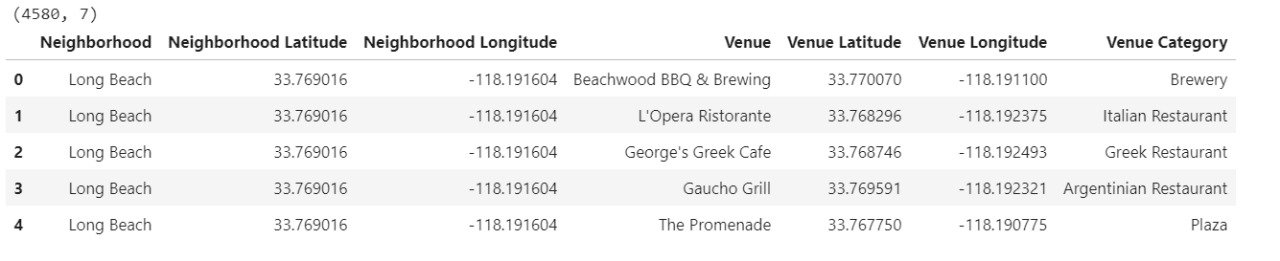 (4580, 7)
Neighborhood Neighborhood Latitude Neighborhood Longitude Venue Venue Latitude Venue Longitude Venue Category
0 Long Beach 33.769016 -118.191604 Beachwood BBQ & Brewing 33.770070 -118.191100 Brewery
1 Long Beach 33.769016 -118.191604 L'Opera Ristorante 33.768296 -118.192375 Italian Restaurant
2 Long Beach 33.769016 -118.191604 George's Greek Cafe 33.768746 -118.192493 Greek Restaurant
3 Long Beach 33.769016 -118.191604 Gaucho Grill 33.769591 -118.192321 Argentinian Restaurant
4 Long Beach 33.769016 -118.191604 The Promenade 33.767750 -118.190775 Plaza